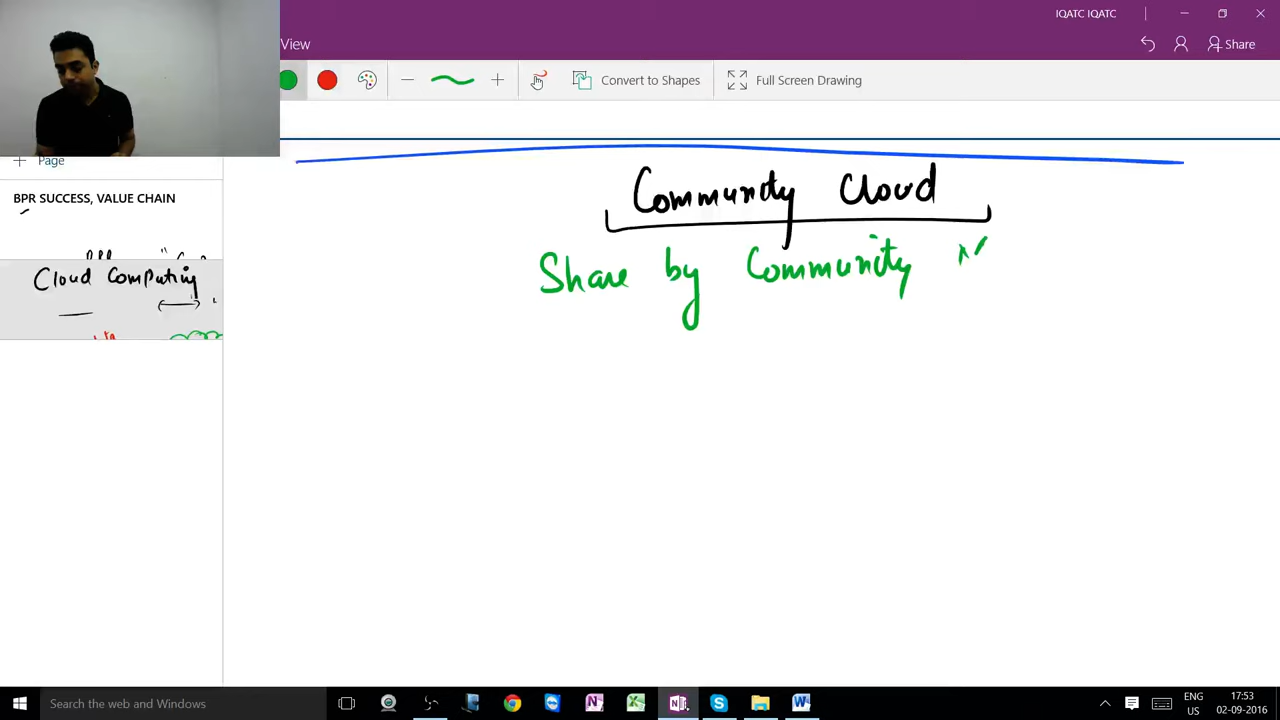 IQATC IQATC
View
Share
Convert to Shapes
Full Screen Drawing
Page
BPR SUCCESS, VALUE CHAIN
Cloud Computing
Community Cloud
Share by Community
Search the web and Windows
ENG
US
17:53
02-09-2016